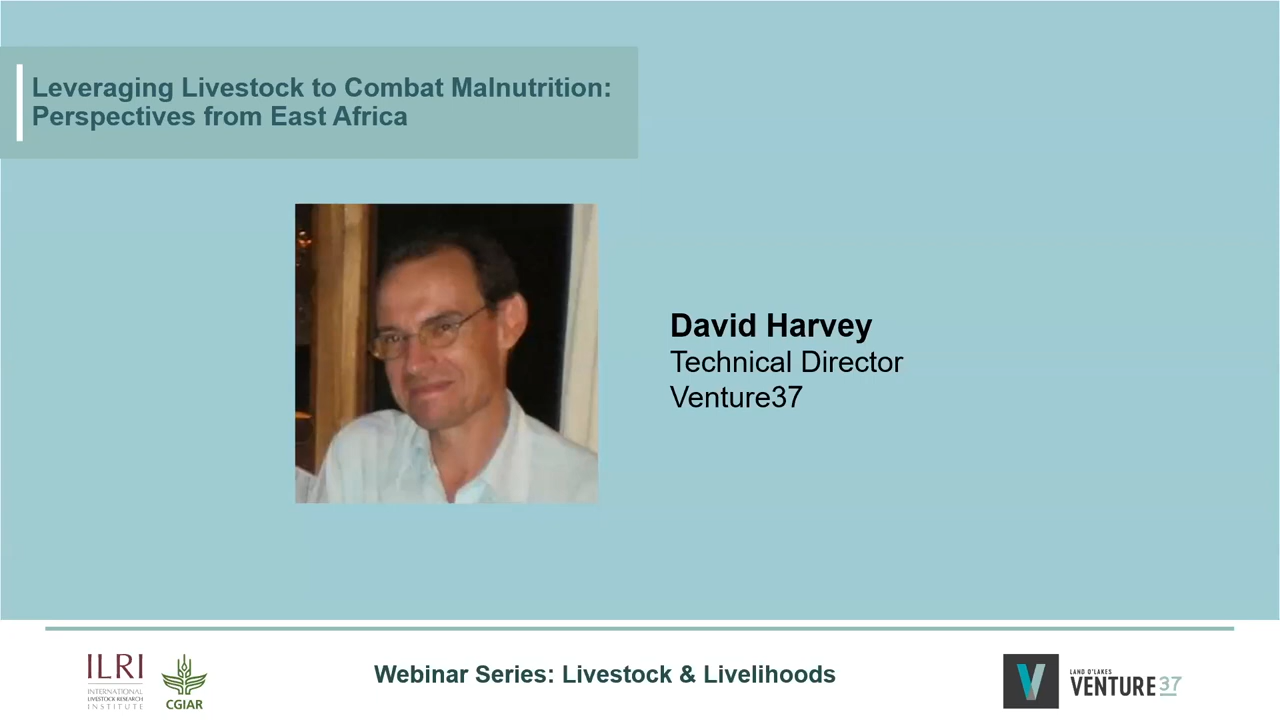 Leveraging Livestock to Combat Malnutrition:
Perspectives from East Africa
David Harvey
Technical Director
Venture37
ILRI
INTERNATIONAL
LIVESTOCK RESEARCH
INSTITUTE
CGIAR
Webinar Series: Livestock & Livelihoods
LAND O'LAKES
VENTURE37